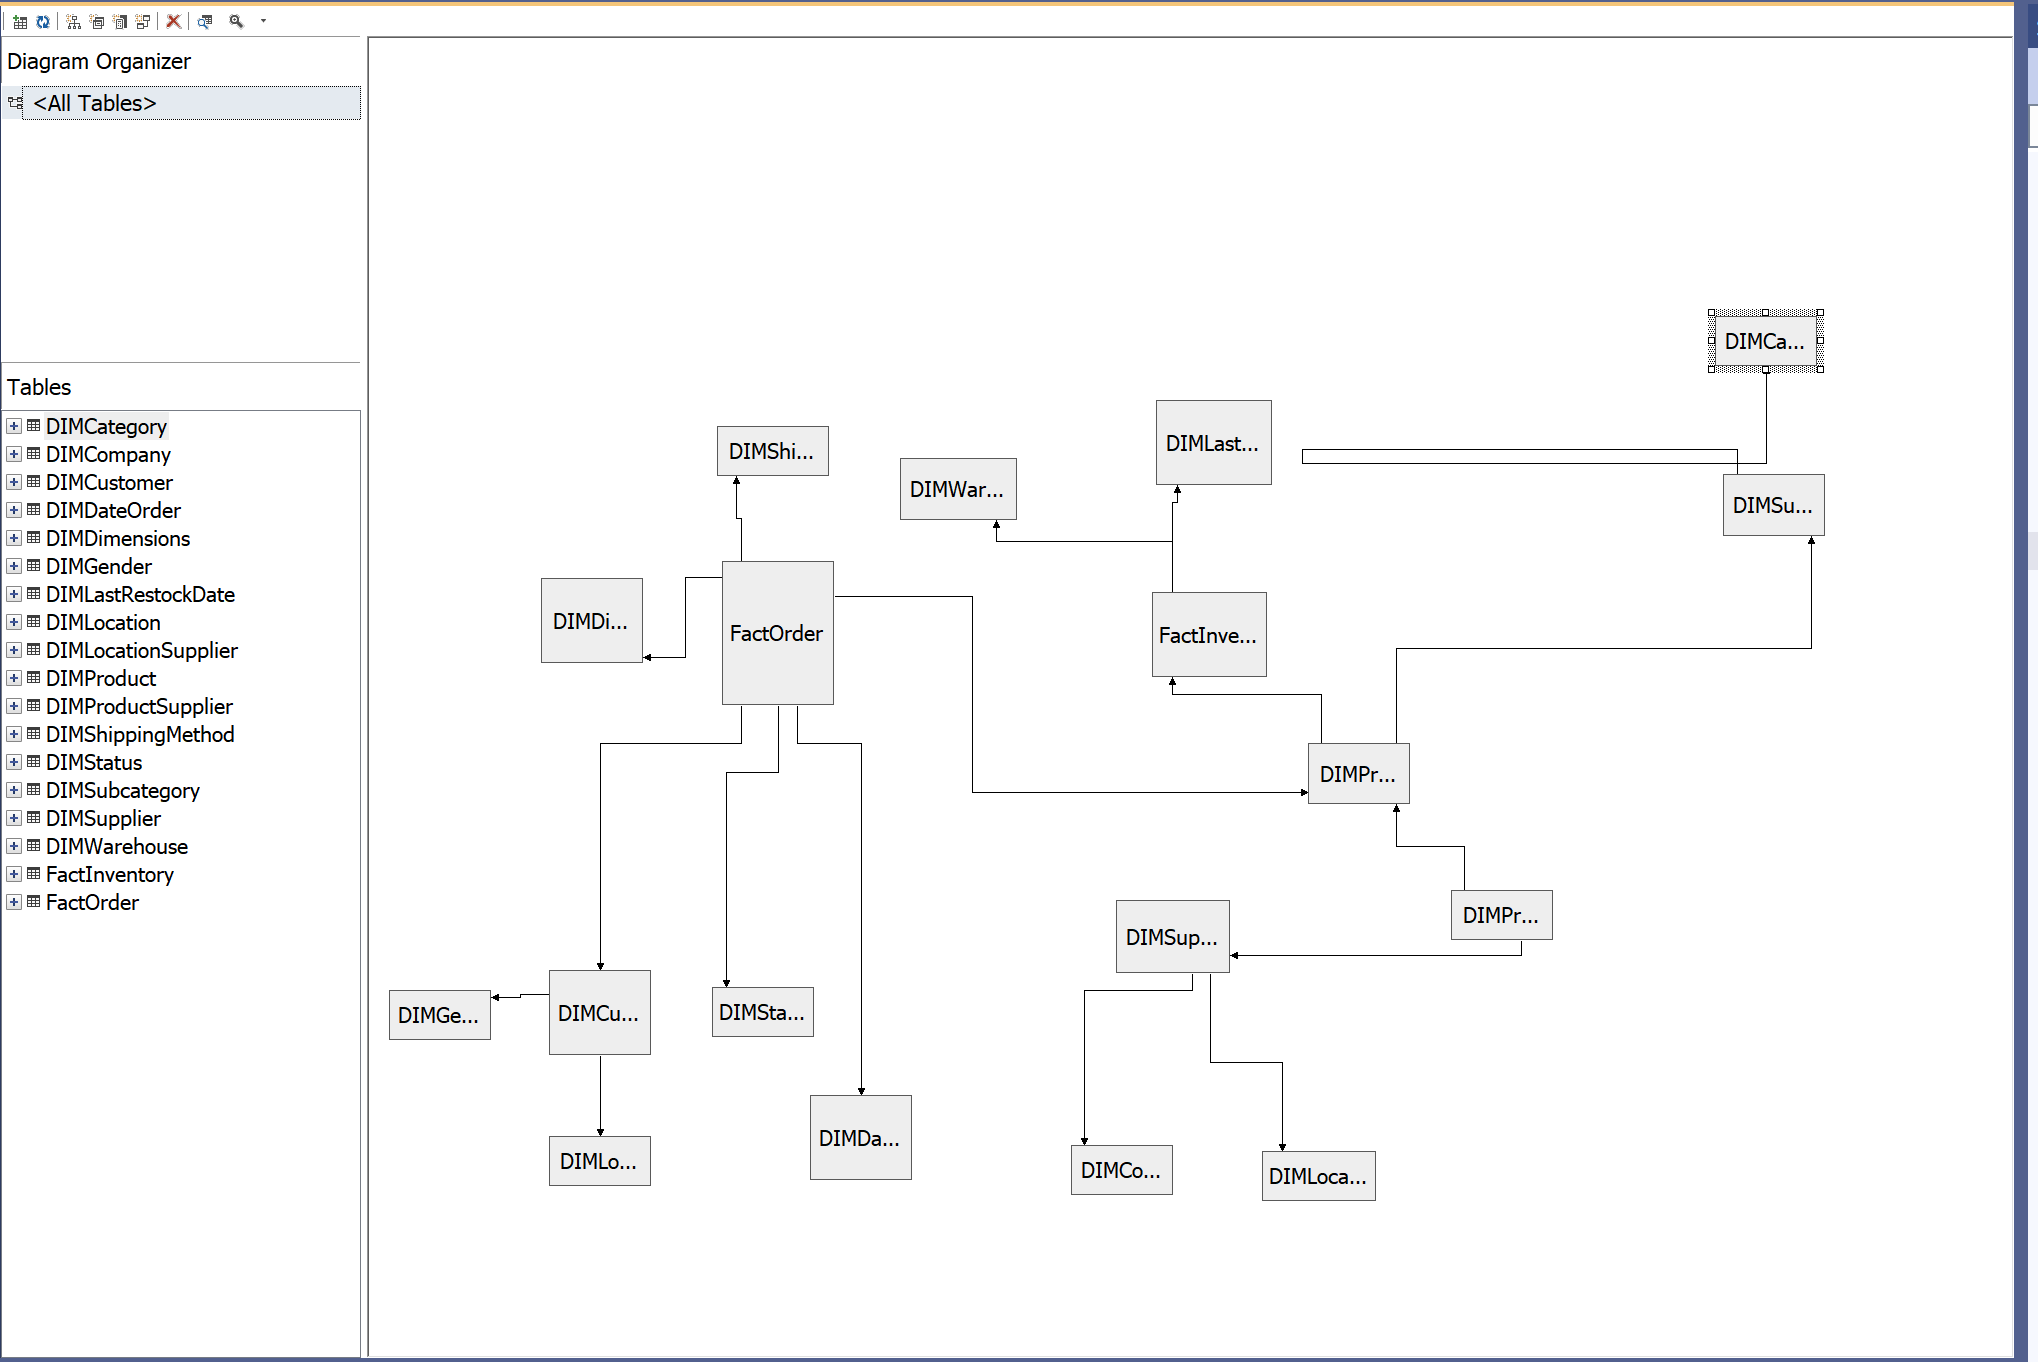 Diagram Organizer
<All Tables>
Tables
DIMCategory
DIMCompany
DIMCustomer
DIMDateOrder
DIMDimensions
DIMGender
DIMLastRestockDate
DIMLocation
DIMLocationSupplier
DIMProduct
DIMProductSupplier
DIMShippingMethod
DIMStatus
DIMSubcategory
DIMSupplier
DIMWarehouse
FactInventory
FactOrder
DIMCa...
DIMLast...
DIMShi...
DIMWar...
DIMSu...
DIMDi...
FactOrder
FactInve...
DIMPr...
DIMPr...
DIMSup...
DIMGe...
DIMCu...
DIMSta...
DIMDa...
DIMLo...
DIMCo...
DIMLoca...